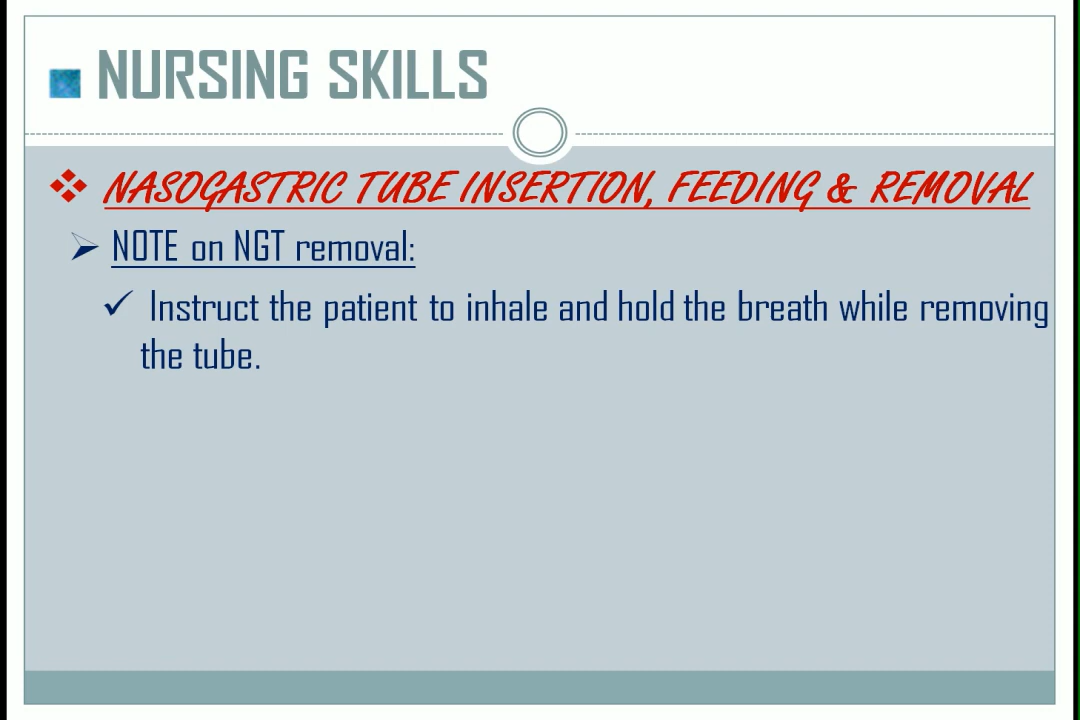 NURSING SKILLS
NASOGASTRIC TUBE INSERTION, FEEDING & REMOVAL
NOTE on NGT removal:
Instruct the patient to inhale and hold the breath while removing
the tube.